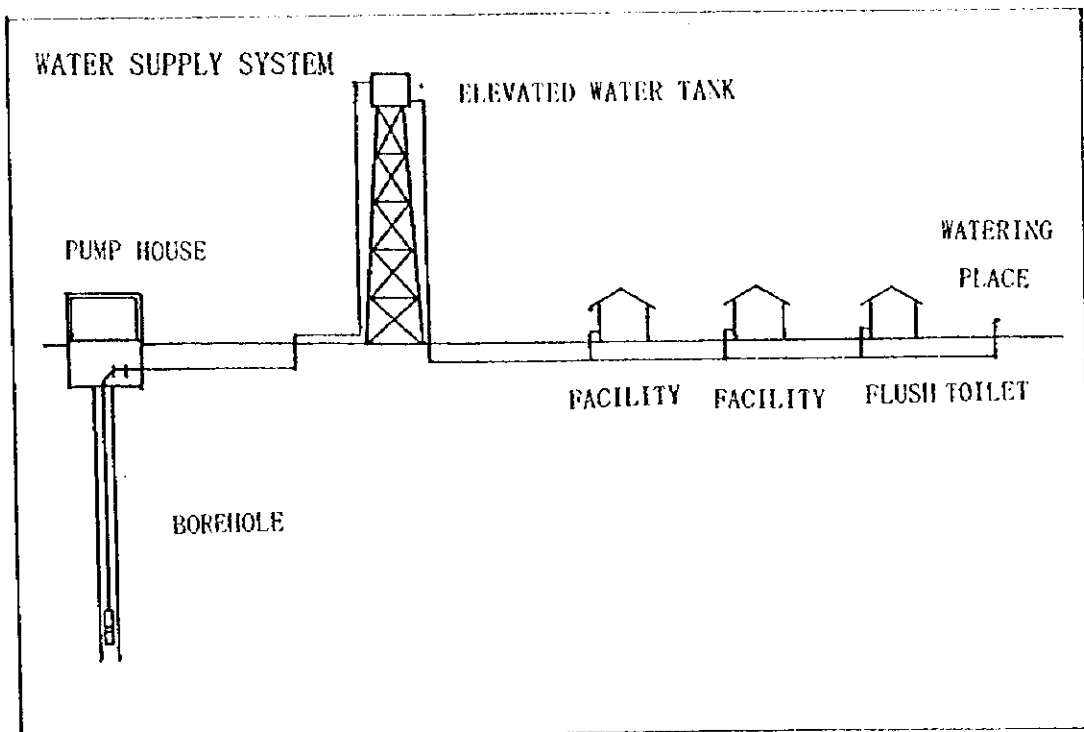 WATER SUPPLY SYSTEM
ELEVATED WATER TANK
PUMP HOUSE
WATERING
PLACE
FACILITY
FACILITY
FLUSH TOILET
BOREHOLE